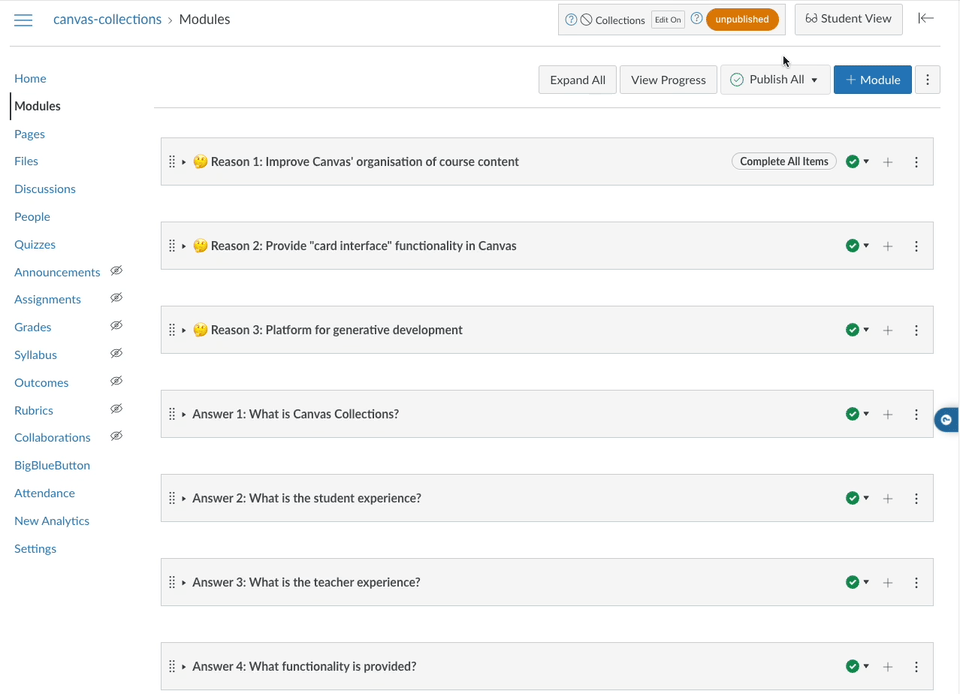 canvas-collections › Modules
Collections Edit On unpublished
Student View
Home
Modules
Pages
Files
Discussions
People
Quizzes
Announcements
Assignments
Grades
Syllabus
Outcomes
Rubrics
Collaborations
BigBlueButton
Attendance
New Analytics
Settings
Expand All
View Progress
Publish All
+ Module
🤔 Reason 1: Improve Canvas' organisation of course content
Complete All Items
🤔 Reason 2: Provide "card interface" functionality in Canvas
🤔 Reason 3: Platform for generative development
Answer 1: What is Canvas Collections?
Answer 2: What is the student experience?
Answer 3: What is the teacher experience?
Answer 4: What functionality is provided?